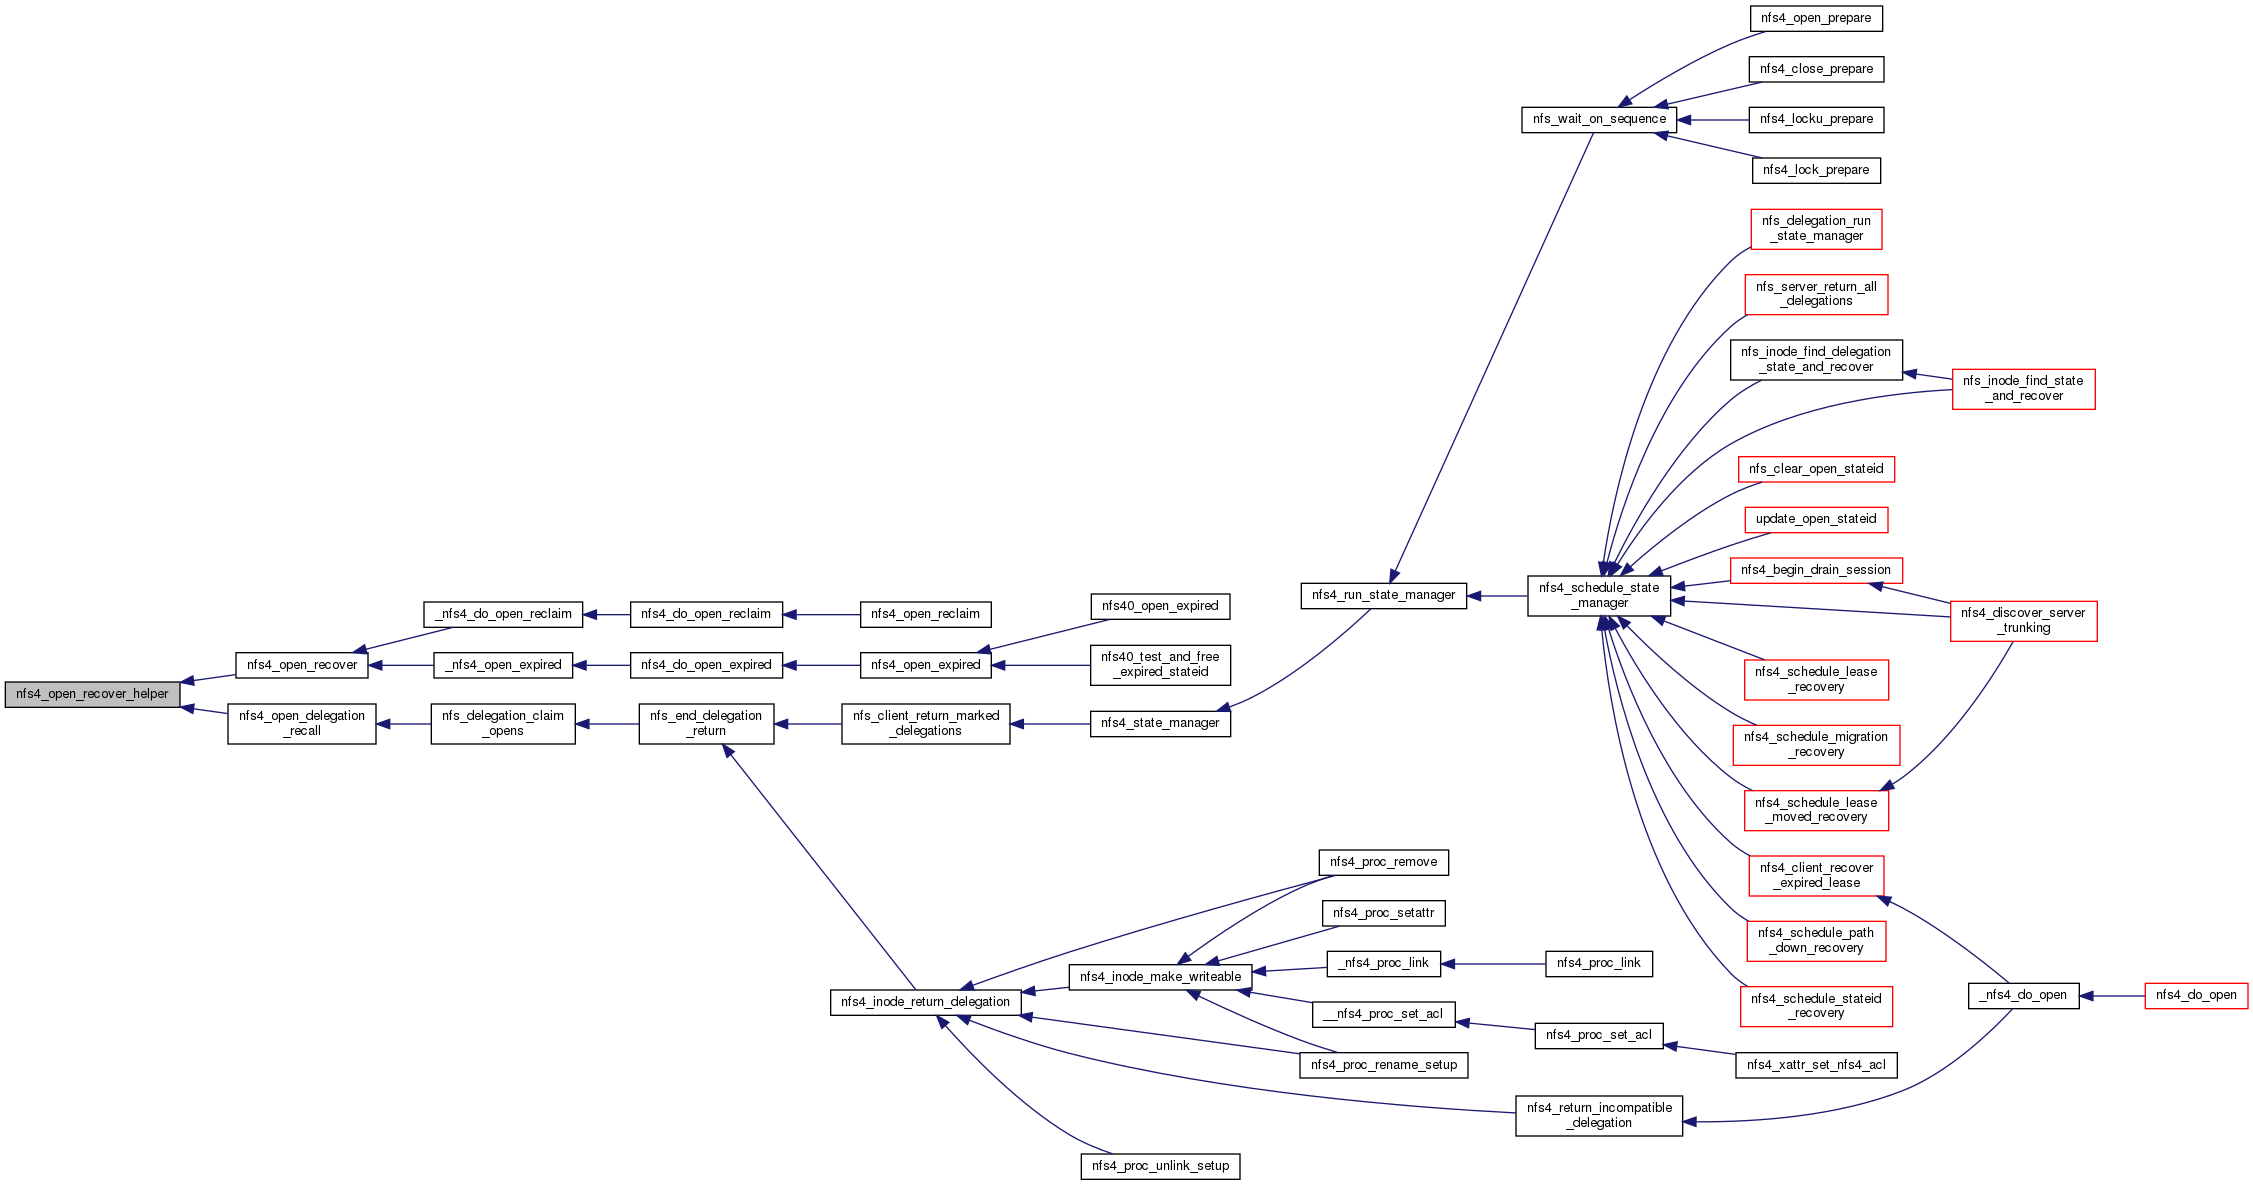 nfs4_open_recover_helper
nfs4_open_recover
nfs4_open_delegation
_recall
_nfs4_do_open_reclaim
_nfs4_open_expired
nfs_delegation_claim
_opens
nfs4_do_open_reclaim
nfs4_do_open_expired
nfs_end_delegation
_return
nfs4_open_reclaim
nfs4_open_expired
nfs_client_return_marked
_delegations
nfs4_inode_return_delegation
nfs40_open_expired
nfs40_test_and_free
_expired_stateid
nfs4_state_manager
nfs4_inode_make_writeable
nfs4_proc_unlink_setup
nfs4_run_state_manager
nfs4_proc_remove
nfs4_proc_setattr
_nfs4_proc_link
__nfs4_proc_set_acl
nfs4_proc_rename_setup
nfs_wait_on_sequence
nfs4_schedule_state
_manager
nfs4_proc_link
nfs4_proc_set_acl
nfs4_return_incompatible
_delegation
nfs4_open_prepare
nfs4_close_prepare
nfs4_locku_prepare
nfs4_lock_prepare
nfs_delegation_run
_state_manager
nfs_server_return_all
_delegations
nfs_inode_find_delegation
_state_and_recover
nfs_clear_open_stateid
update_open_stateid
nfs4_begin_drain_session
nfs4_schedule_lease
_recovery
nfs4_schedule_migration
_recovery
nfs4_schedule_lease
_moved_recovery
nfs4_client_recover
_expired_lease
nfs4_schedule_path
_down_recovery
nfs4_schedule_stateid
_recovery
nfs4_xattr_set_nfs4_acl
nfs_inode_find_state
_and_recover
nfs4_discover_server
_trunking
_nfs4_do_open
nfs4_do_open